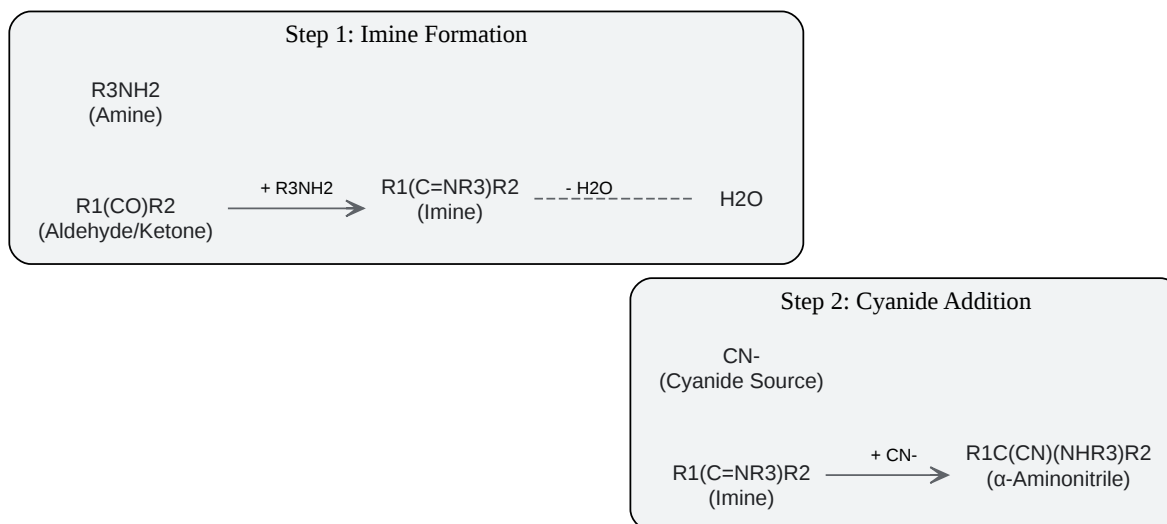 Step 1: Imine Formation
R3NH2
(Amine)
+ R3NH2
R1(CO)R2
(Aldehyde/Ketone)
R1(C=NR3)R2
(Imine)
- H2O
H2O
Step 2: Cyanide Addition
CN-
(Cyanide Source)
R1(C=NR3)R2
(Imine)
+ CN-
R1C(CN)(NHR3)R2
(α-Aminonitrile)